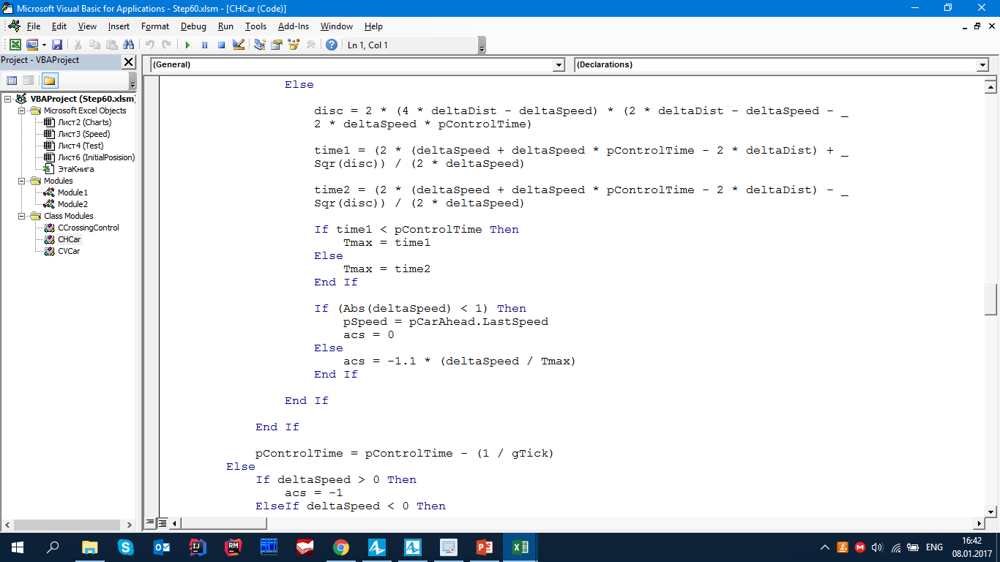 Microsoft Visual Basic for Applications - Step60.xlsm - [CHCar (Code)]
File Edit View Insert Format Debug Run Tools Add-Ins Window Help
Ln 1, Col 1
Project - VBAProject
(General)
(Declarations)
VBAProject (Step60.xlsm)
Microsoft Excel Objects
Лист2 (Charts)
Лист3 (Speed)
Лист4 (Test)
Лист6 (InitialPosision)
ЭтаКнига
Modules
Module1
Module2
Class Modules
CCrossingControl
CHCar
CVCar
Else
disc = 2 * (4 * deltaDist - deltaSpeed) * (2 * deltaDist - deltaSpeed - _
2 * deltaSpeed * pControlTime)
time1 = (2 * (deltaSpeed + deltaSpeed * pControlTime - 2 * deltaDist) + _
Sqr(disc)) / (2 * deltaSpeed)
time2 = (2 * (deltaSpeed + deltaSpeed * pControlTime - 2 * deltaDist) - _
Sqr(disc)) / (2 * deltaSpeed)
If time1 < pControlTime Then
Tmax = time1
Else
Tmax = time2
End If
If (Abs(deltaSpeed) < 1) Then
pSpeed = pCarAhead.LastSpeed
acs = 0
Else
acs = -1.1 * (deltaSpeed / Tmax)
End If
End If
End If
pControlTime = pControlTime - (1 / gTick)
Else
If deltaSpeed > 0 Then
acs = -1
ElseIf deltaSpeed < 0 Then
ENG
16:42
08.01.2017